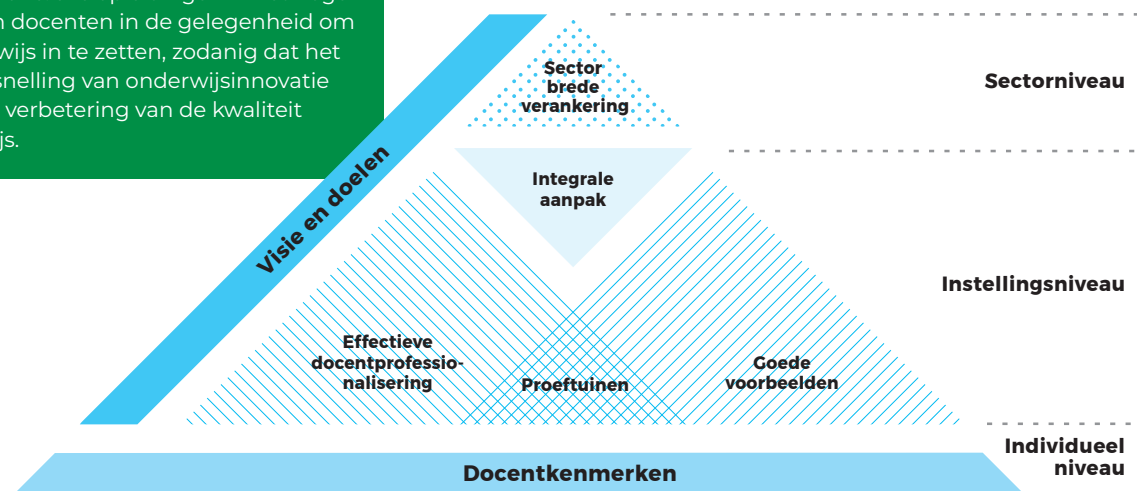 n docenten in de gelegenheid om
wijs in te zetten, zodanig dat het
snelling van onderwijsinnovatie
verbetering van de kwaliteit
js.
Sector
brede
verankering
Sectorniveau
Visie en doelen
Integrale
aanpak
Instellingsniveau
Effectieve
docentprofessio-
nalisering
Proeftuinen
Goede
voorbeelden
Individueel
niveau
Docentkenmerken